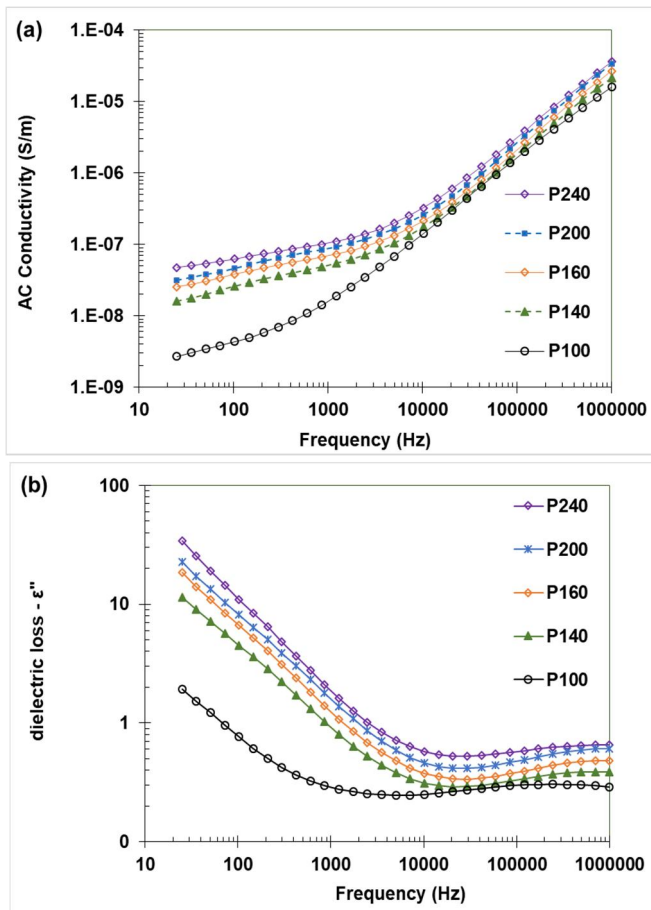 (a)
1.E-04
1.E-05
1.E-06
1.E-07
1.E-08
1.E-09
AC Conductivity (S/m)
P240
P200
P160
P140
P100
10 100 1000 10000 100000 1000000
Frequency (Hz)
(b)
100
10
1
0
dielectric loss - ε"
P240
P200
P160
P140
P100
10 100 1000 10000 100000 1000000
Frequency (Hz)